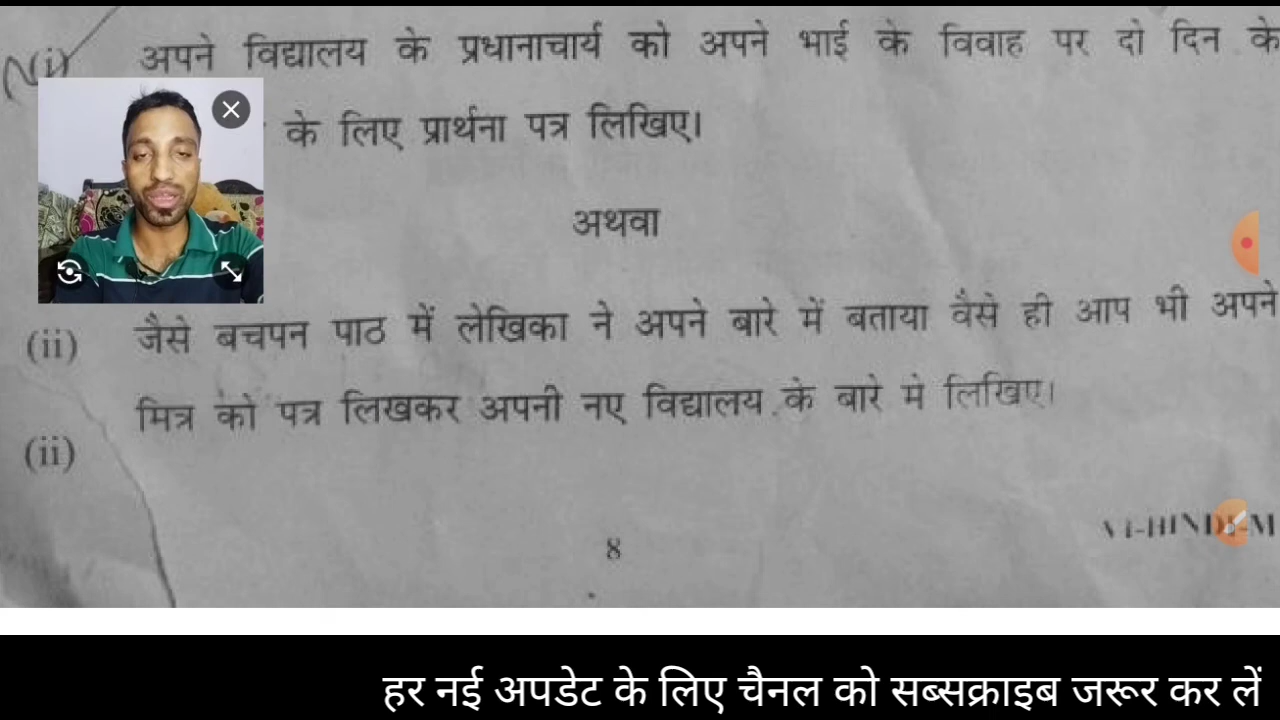 (i) अपने विद्यालय के प्रधानाचार्य को अपने भाई के विवाह पर दो दिन के
के लिए प्रार्थना पत्र लिखिए।
अथवा
(ii) जैसे बचपन पाठ में लेखिका ने अपने बारे में बताया वैसे ही आप भी अपने
मित्र को पत्र लिखकर अपनी नए विद्यालय के बारे मे लिखिए।
(ii)
8
हर नई अपडेट के लिए चैनल को सब्सक्राइब जरूर कर लें